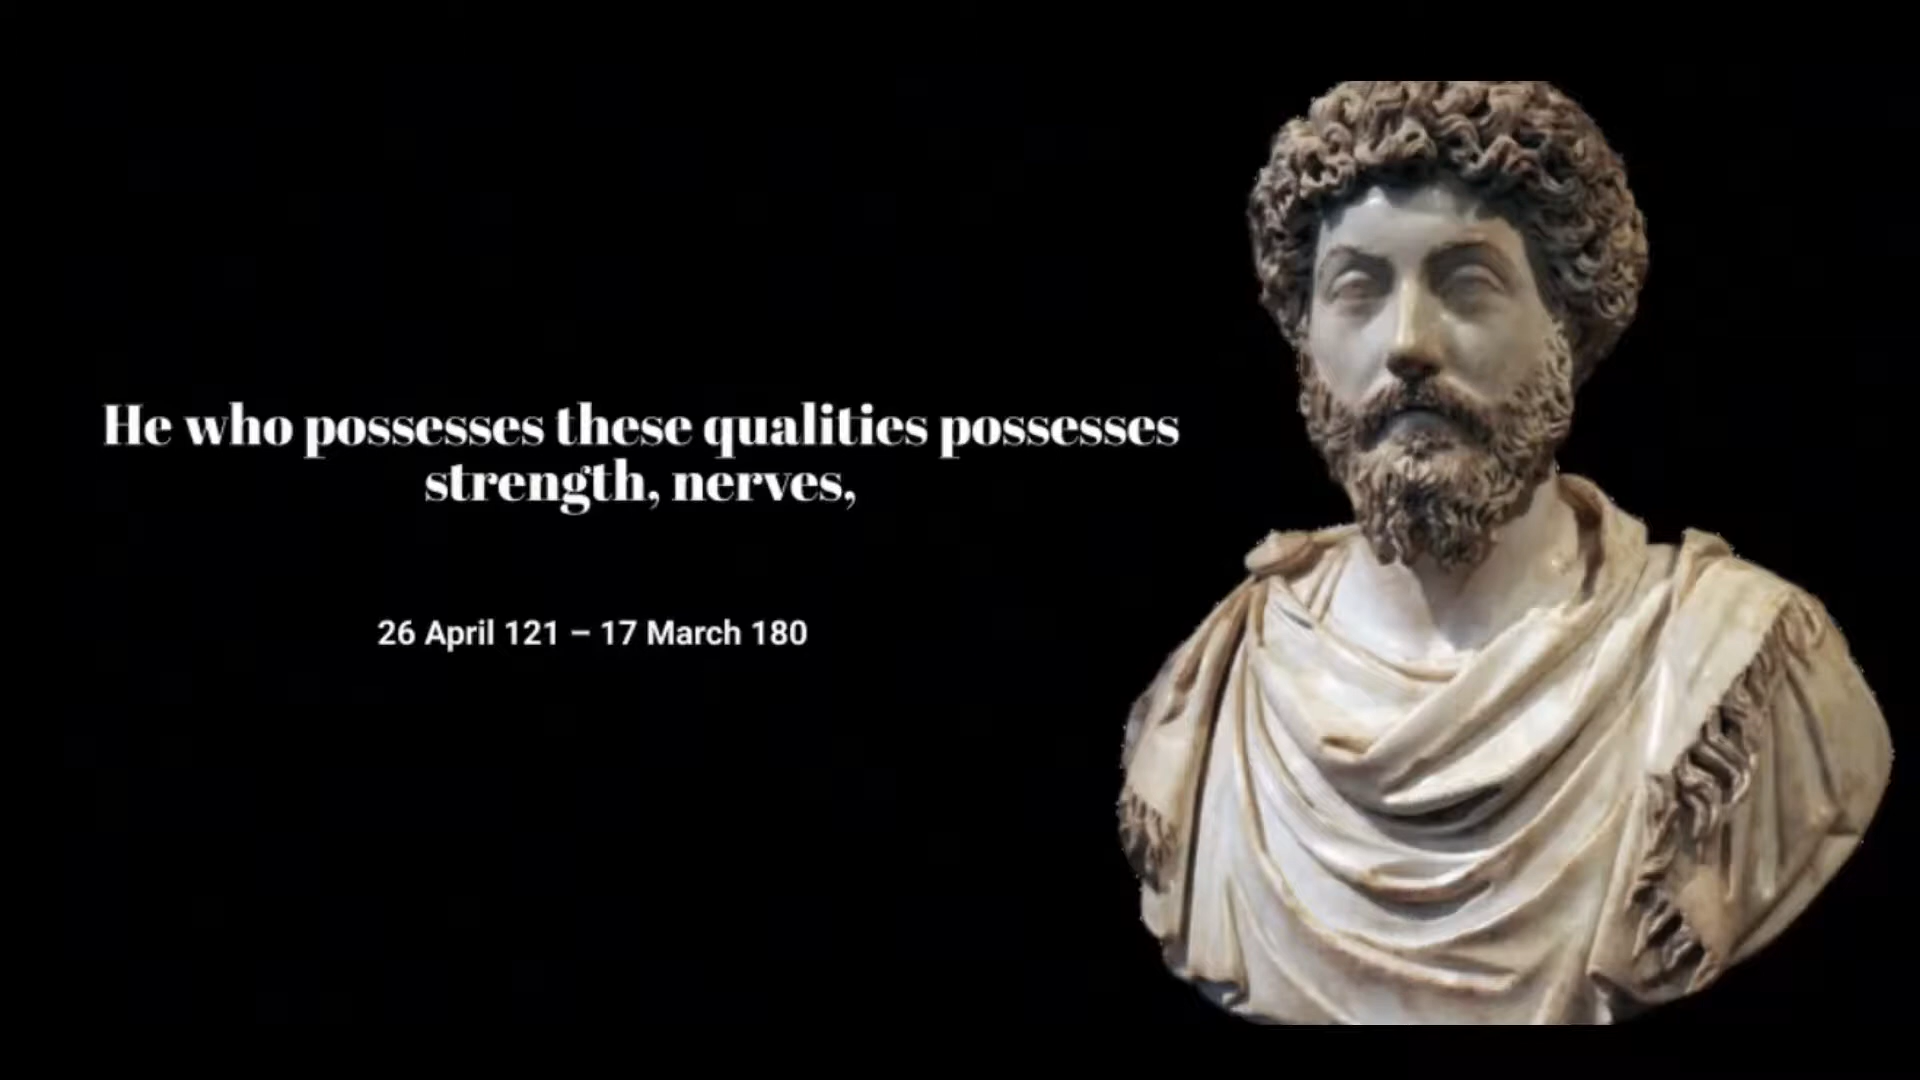 He who possesses these qualities possesses
strength, nerves,
26 April 121 – 17 March 180